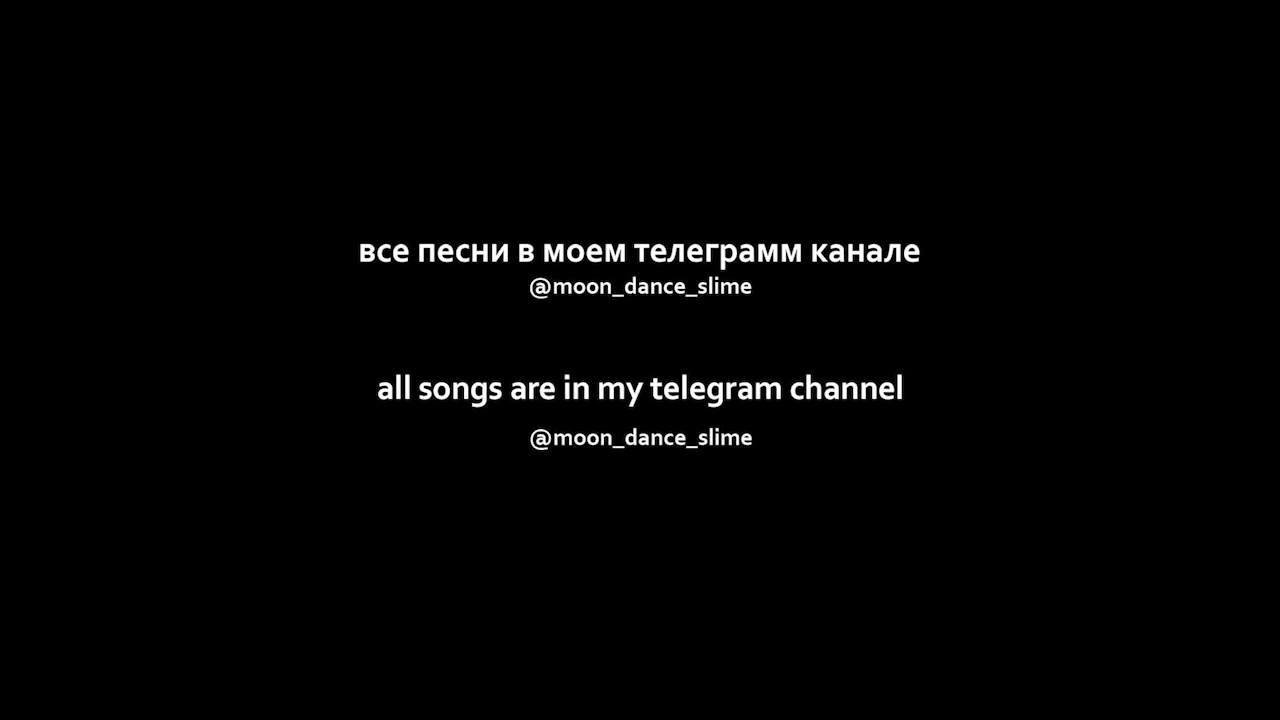 все песни в моем телеграмм канале
@moon_dance_slime
all songs are in my telegram channel
@moon_dance_slime